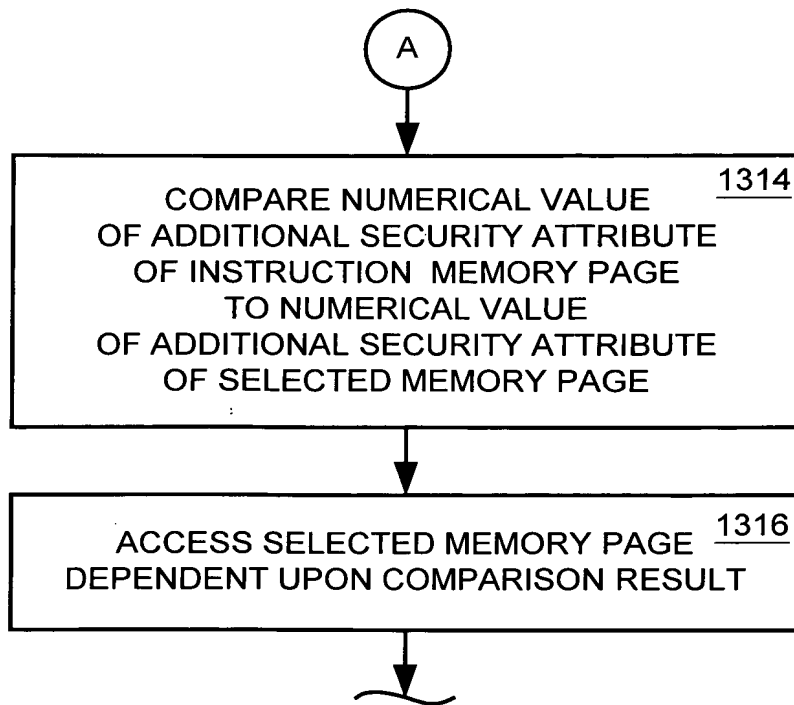 A
1314
COMPARE NUMERICAL VALUE
OF ADDITIONAL SECURITY ATTRIBUTE
OF INSTRUCTION MEMORY PAGE
TO NUMERICAL VALUE
OF ADDITIONAL SECURITY ATTRIBUTE
OF SELECTED MEMORY PAGE
1316
ACCESS SELECTED MEMORY PAGE
DEPENDENT UPON COMPARISON RESULT